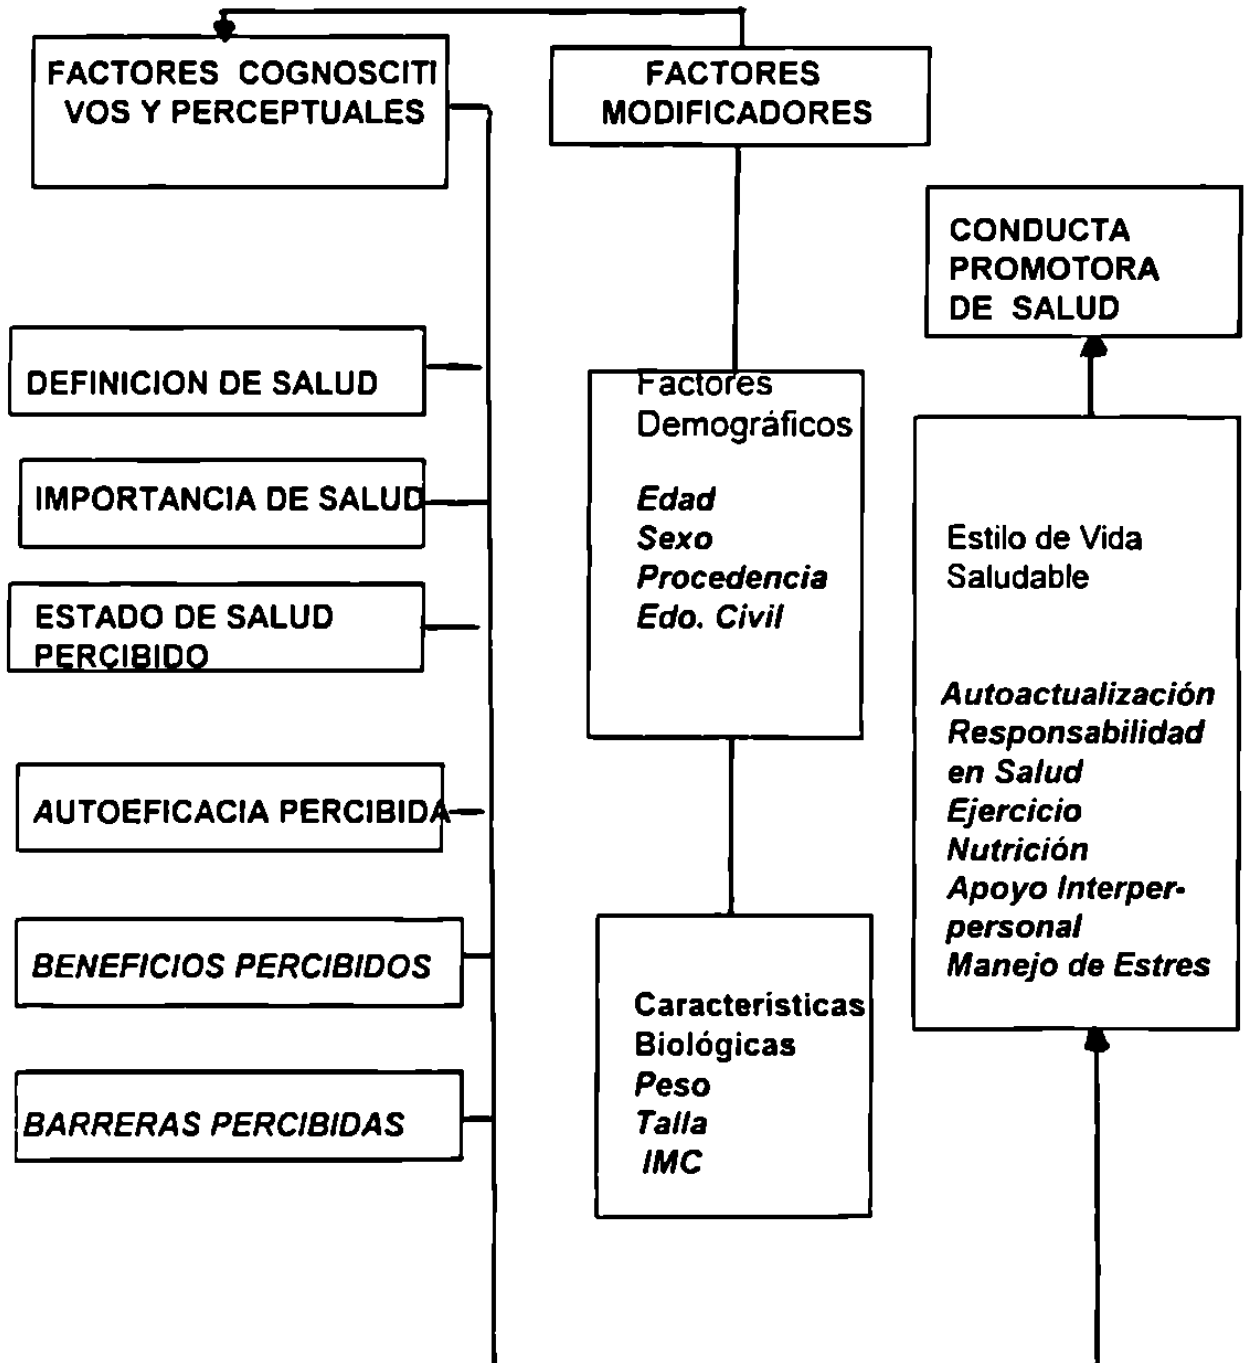 FACTORES COGNOSCITI
VOS Y PERCEPTUALES
DEFINICION DE SALUD
IMPORTANCIA DE SALUD
ESTADO DE SALUD
PERCIBIDO
AUTOEFICACIA PERCIBIDA
BENEFICIOS PERCIBIDOS
BARRERAS PERCIBIDAS
FACTORES
MODIFICADORES
Factores
Demográficos
Edad
Sexo
Procedencia
Edo. Civil
Características
Biológicas
Peso
Talla
IMC
CONDUCTA
PROMOTORA
DE SALUD
Estilo de Vida
Saludable
Autoactualización
Responsabilidad
en Salud
Ejercicio
Nutrición
Apoyo Interper-
personal
Manejo de Estres